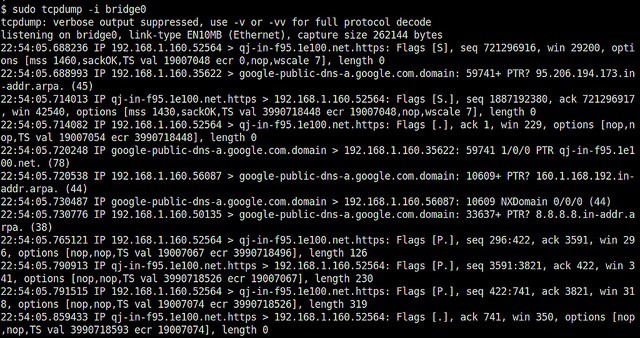 $ sudo tcpdump -i bridge0
tcpdump: verbose output suppressed, use -v or -vv for full protocol decode
listening on bridge0, link-type EN10MB (Ethernet), capture size 262144 bytes
22:54:05.688236 IP 192.168.1.160.52564 > qj-in-f95.1e100.net.https: Flags [S], seq 721296916, win 29200, opti
ons [mss 1460,sackOK,TS val 19007048 ecr 0,nop,wscale 7], length 0
22:54:05.688993 IP 192.168.1.160.35622 > google-public-dns-a.google.com.domain: 59741+ PTR? 95.206.194.173.in
-addr.arpa. (45)
22:54:05.714013 IP qj-in-f95.1e100.net.https > 192.168.1.160.52564: Flags [S.], seq 1887192380, ack 721296917
, win 42540, options [mss 1430,sackOK,TS val 3990718448 ecr 19007048,nop,wscale 7], length 0
22:54:05.714082 IP 192.168.1.160.52564 > qj-in-f95.1e100.net.https: Flags [.], ack 1, win 229, options [nop,n
op,TS val 19007054 ecr 3990718448], length 0
22:54:05.720248 IP google-public-dns-a.google.com.domain > 192.168.1.160.35622: 59741 1/0/0 PTR qj-in-f95.1e1
00.net. (78)
22:54:05.720538 IP 192.168.1.160.56087 > google-public-dns-a.google.com.domain: 10609+ PTR? 160.1.168.192.in-
addr.arpa. (44)
22:54:05.730487 IP google-public-dns-a.google.com.domain > 192.168.1.160.56087: 10609 NXDomain 0/0/0 (44)
22:54:05.730776 IP 192.168.1.160.50135 > google-public-dns-a.google.com.domain: 33637+ PTR? 8.8.8.8.in-addr.a
rpa. (38)
22:54:05.765121 IP 192.168.1.160.52564 > qj-in-f95.1e100.net.https: Flags [P.], seq 296:422, ack 3591, win 29
6, options [nop,nop,TS val 19007067 ecr 3990718496], length 126
22:54:05.790913 IP qj-in-f95.1e100.net.https > 192.168.1.160.52564: Flags [P.], seq 3591:3821, ack 422, win 3
41, options [nop,nop,TS val 3990718526 ecr 19007067], length 230
22:54:05.791515 IP 192.168.1.160.52564 > qj-in-f95.1e100.net.https: Flags [P.], seq 422:741, ack 3821, win 31
8, options [nop,nop,TS val 19007074 ecr 3990718526], length 319
22:54:05.859433 IP qj-in-f95.1e100.net.https > 192.168.1.160.52564: Flags [.], ack 741, win 350, options [nop
,nop,TS val 3990718593 ecr 19007074], length 0